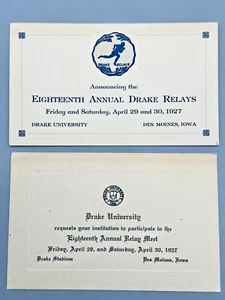 DRAKE RELAYS
Announcing the
EIGHTEENTH ANNUAL DRAKE RELAYS
Friday and Saturday, April 29 and 30, 1927
DRAKE UNIVERSITY DES MOINES, IOWA
Drake University
requests your institution to participate in the
Eighteenth Annual Relay Meet
Friday, April 29, and Saturday, April 30, 1927
Drake Stadium Des Moines, Iowa